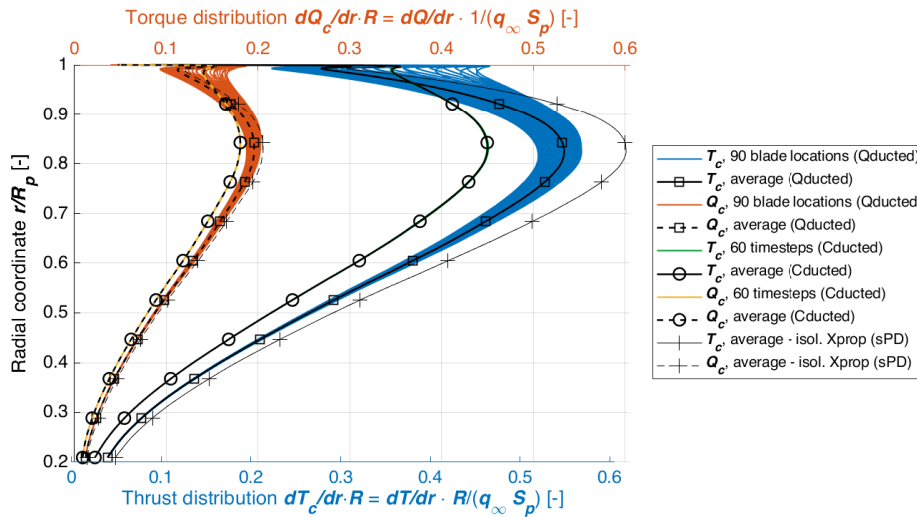 Torque distribution dQc/dr·R = dQ/dr · 1/(q∞ Sp) [-]
0 0.1 0.2 0.3 0.4 0.5 0.6
1
0.9
0.8
0.7
0.6
0.5
0.4
0.3
0.2
Radial coordinate r/Rp [-]
0 0.1 0.2 0.3 0.4 0.5 0.6
Thrust distribution dTc/dr·R = dT/dr · R/(q∞ Sp) [-]
Tc, 90 blade locations (Qducted)
Tc, average (Qducted)
Qc, 90 blade locations (Qducted
Qc, average (Qducted)
Tc, 60 timesteps (Cducted)
Tc, average (Cducted)
Qc, 60 timesteps (Cducted)
Qc, average (Cducted)
Tc, average - isol. Xprop (sPD)
Qc, average - isol. Xprop (sPD)